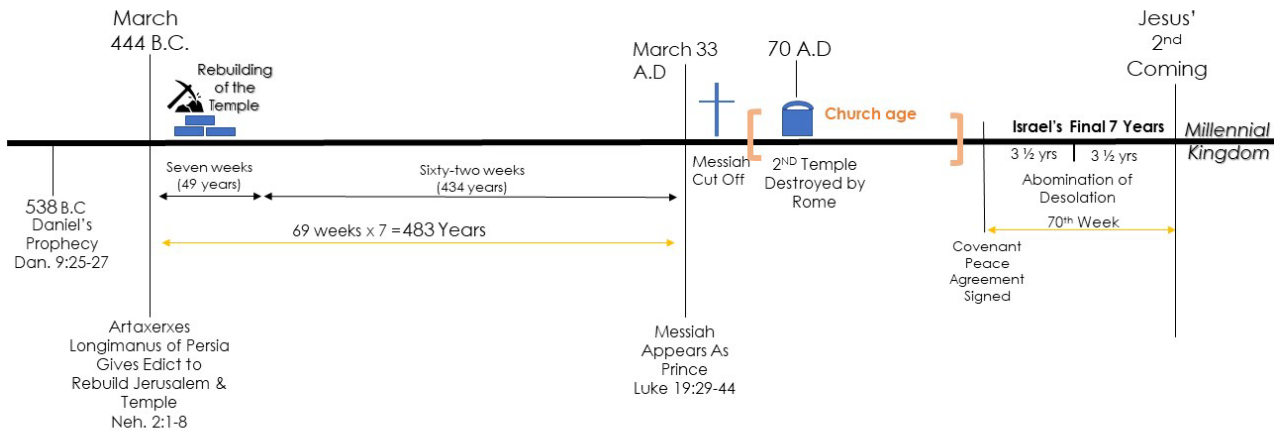 March
444 B.C.
Rebuilding
of the
Temple
March 33
A.D
70 A.D
Jesus’
2nd
Coming
Church age
Israel's Final 7 Years
Millennial
Kingdom
3 ½ yrs
3 ½ yrs
Seven weeks
(49 years)
Sixty-two weeks
(434 years)
Messiah
Cut Off
2ND Temple
Destroyed by
Rome
Abomination of
Desolation
538 B.C
Daniel’s
Prophecy
Dan. 9:25-27
69 weeks x 7 = 483 Years
70th Week
Covenant
Peace
Agreement
Signed
Artaxerxes
Longimanus of Persia
Gives Edict to
Rebuild Jerusalem &
Temple
Neh. 2:1-8
Messiah
Appears As
Prince
Luke 19:29-44